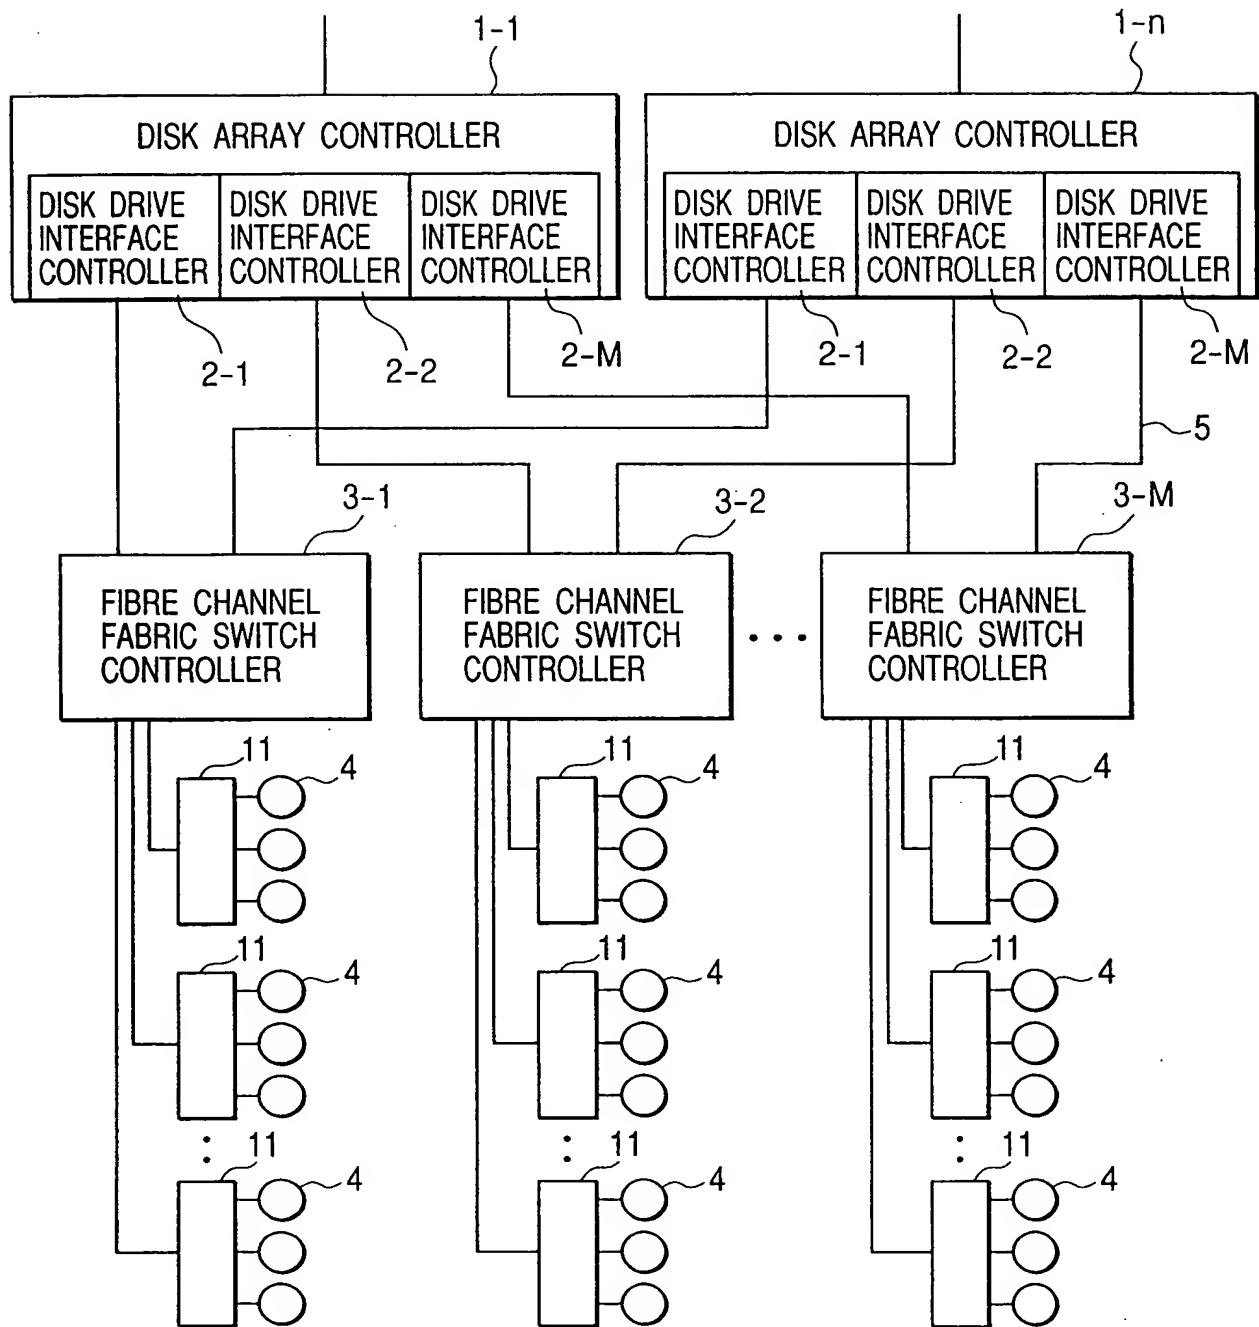 1-1
1-n
DISK ARRAY CONTROLLER
DISK ARRAY CONTROLLER
DISK DRIVE
INTERFACE
CONTROLLER
DISK DRIVE
INTERFACE
CONTROLLER
DISK DRIVE
INTERFACE
CONTROLLER
DISK DRIVE
INTERFACE
CONTROLLER
DISK DRIVE
INTERFACE
CONTROLLER
DISK DRIVE
INTERFACE
CONTROLLER
2-1
2-2
2-M
2-1
2-2
2-M
5
3-1
3-2
3-M
FIBRE CHANNEL
FABRIC SWITCH
CONTROLLER
FIBRE CHANNEL
FABRIC SWITCH
CONTROLLER
FIBRE CHANNEL
FABRIC SWITCH
CONTROLLER
11
4
11
4
11
4
11
4
11
4
11
4
11
4
11
4
11
4